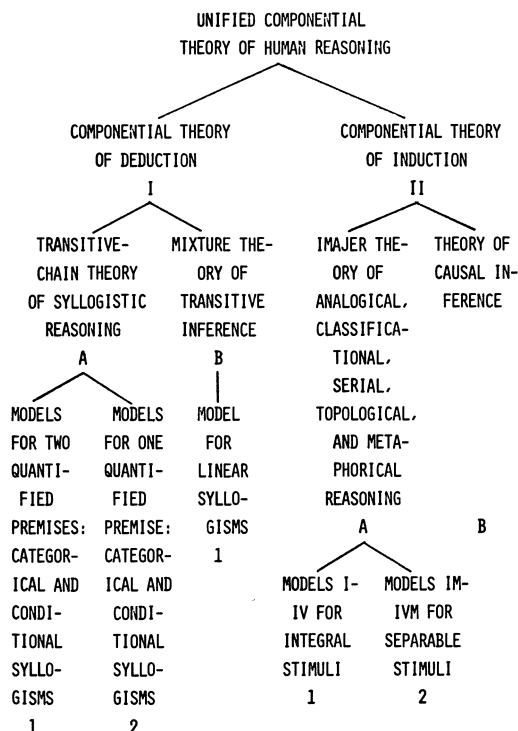 UNIFIED COMPONENTIAL
THEORY OF HUMAN REASONING
COMPONENTIAL THEORY
OF DEDUCTION
I
COMPONENTIAL THEORY
OF INDUCTION
II
TRANSITIVE-
CHAIN THEORY
OF SYLLOGISTIC
REASONING
A
MIXTURE THE-
ORY OF
TRANSITIVE
INFERENCE
B
IMAJER THE-
ORY OF
ANALOGICAL,
CLASSIFICA-
TIONAL,
SERIAL,
TOPOLOGICAL,
AND META-
PHORICAL
REASONING
A
THEORY OF
CAUSAL IN-
FERENCE
B
MODELS
FOR TWO
QUANTI-
FIED
PREMISES:
CATEGOR-
ICAL AND
CONDI-
TIONAL
SYLLO-
GISMS
1
MODELS
FOR ONE
QUANTI-
FIED
PREMISE:
CATEGOR-
ICAL AND
CONDI-
TIONAL
SYLLO-
GISMS
2
MODEL
FOR
LINEAR
SYLLO-
GISMS
1
MODELS I-
IV FOR
INTEGRAL
STIMULI
1
MODELS IM-
IVM FOR
SEPARABLE
STIMULI
2